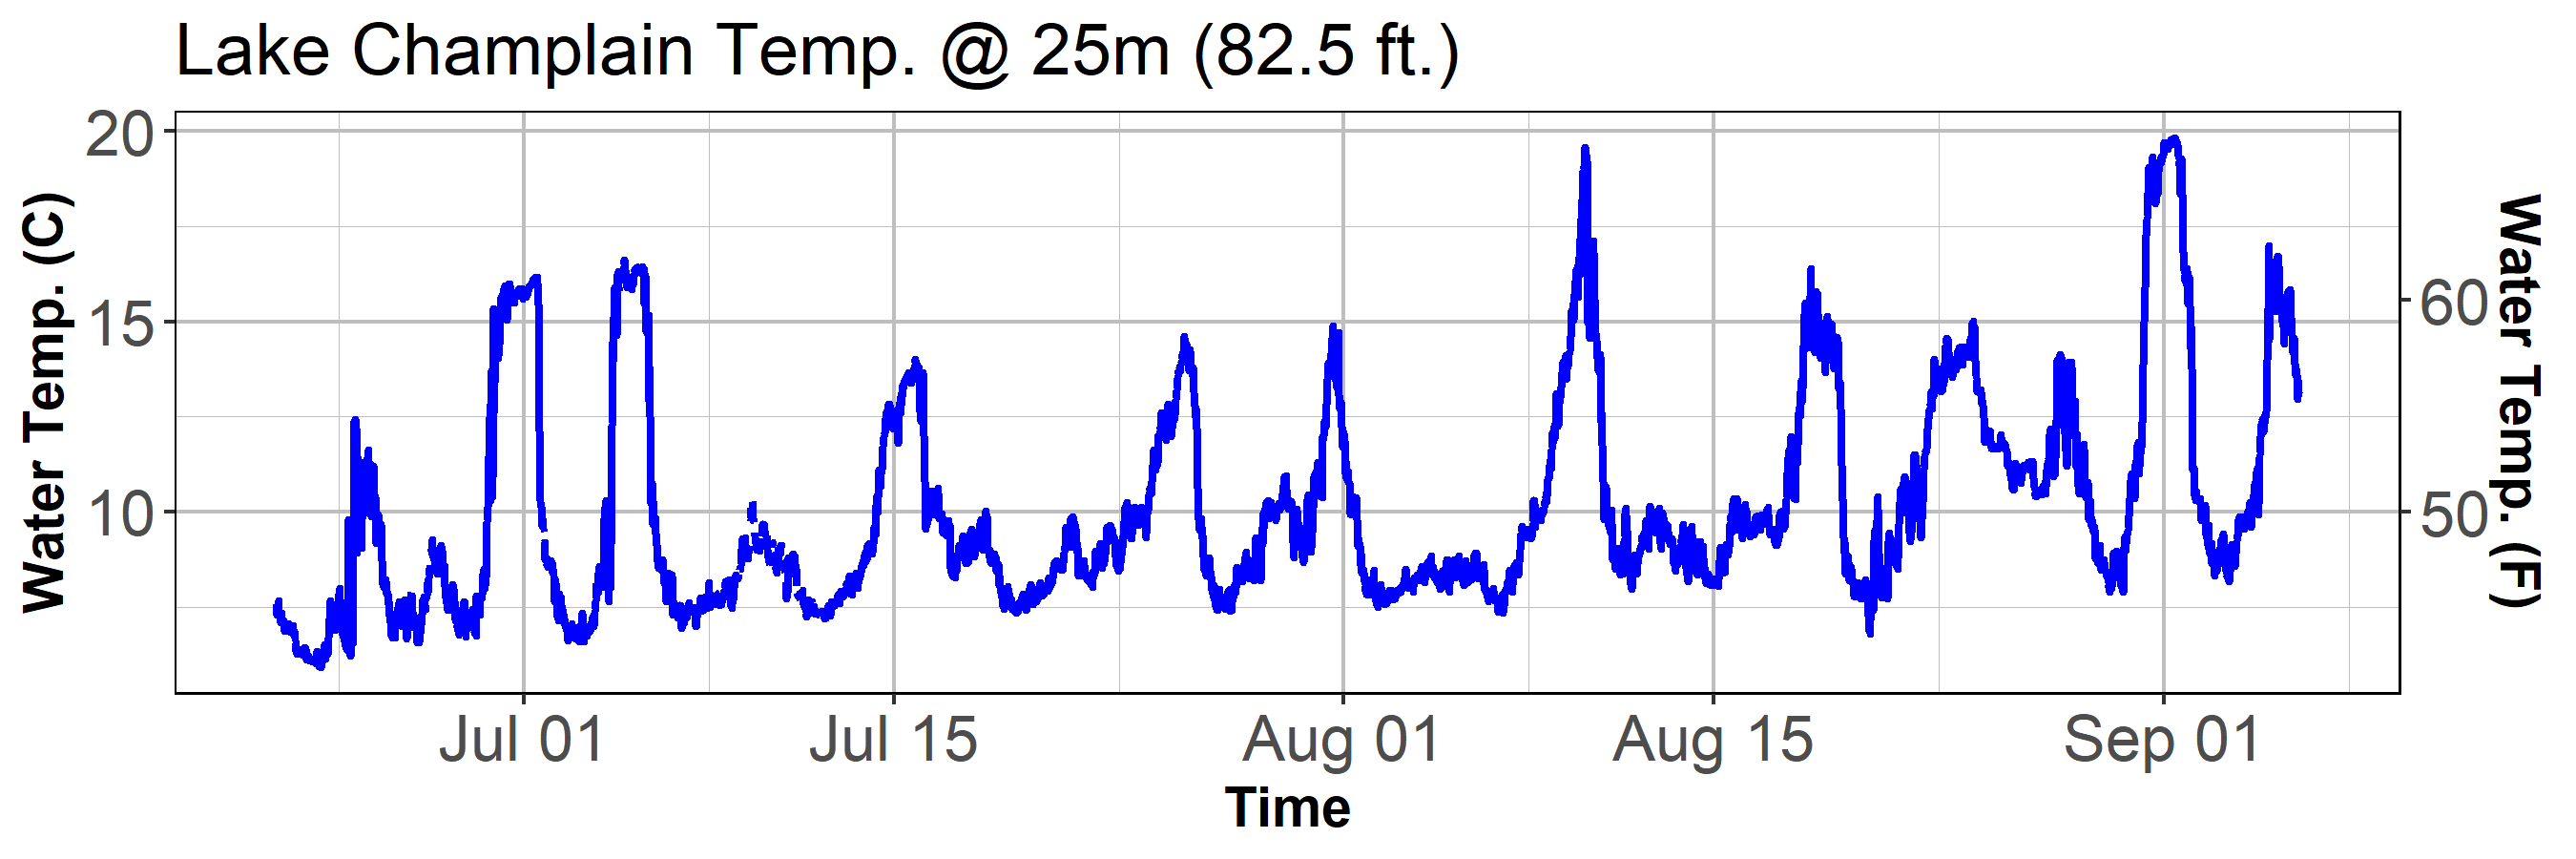 Lake Champlain Temp. @ 25m (82.5 ft.)
Water Temp. (C)
20
15
10
60
50
Water Temp. (F)
Jul 01 Jul 15 Aug 01 Aug 15 Sep 01
Time